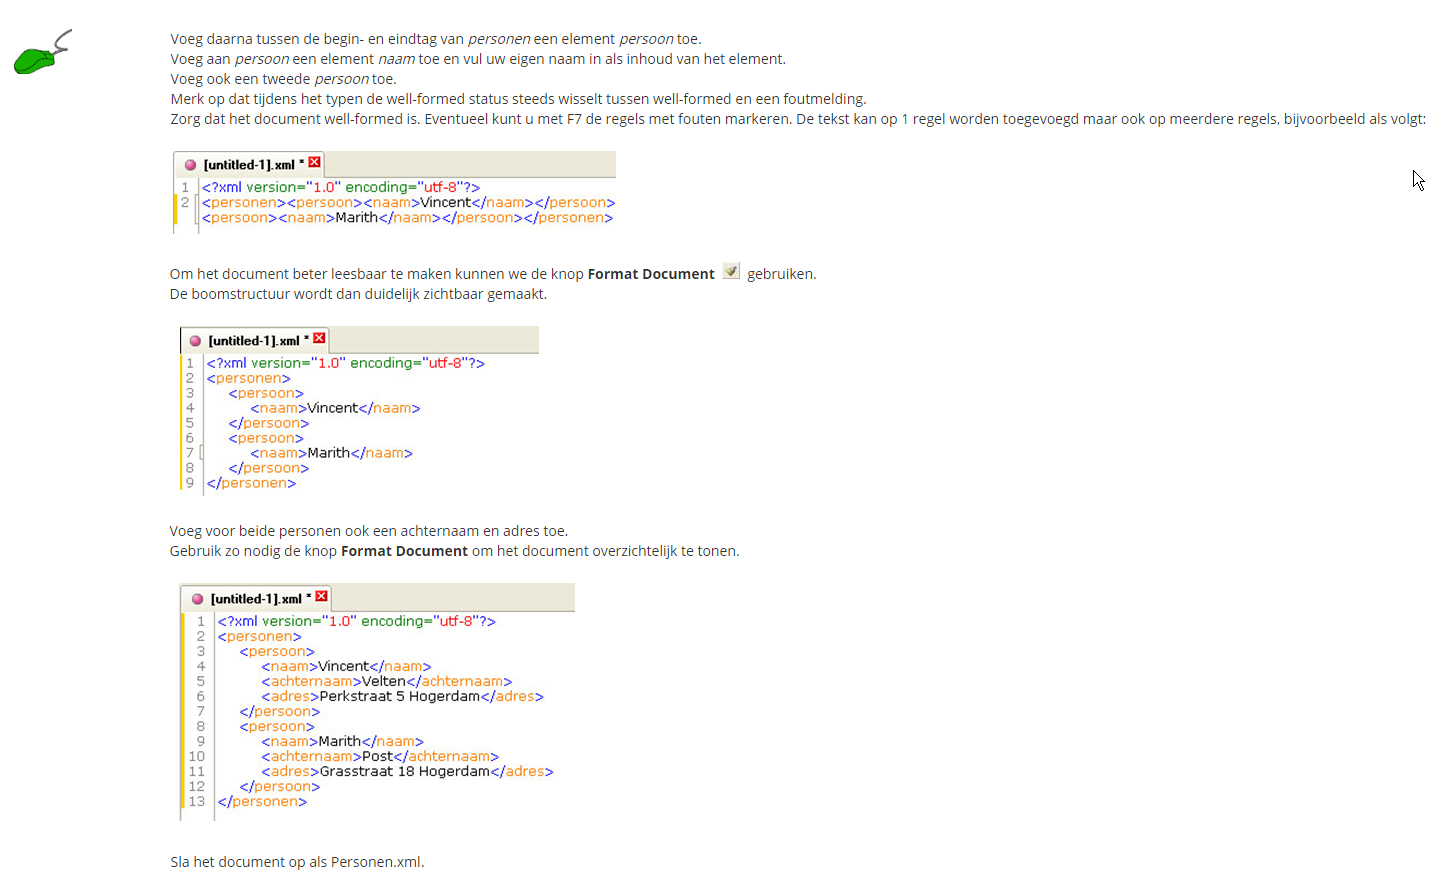 Voeg daarna tussen de begin- en eindtag van personen een element persoon toe.
Voeg aan persoon een element naam toe en vul uw eigen naam in als inhoud van het element.
Voeg ook een tweede persoon toe.
Merk op dat tijdens het typen de well-formed status steeds wisselt tussen well-formed en een foutmelding.
Zorg dat het document well-formed is. Eventueel kunt u met F7 de regels met fouten markeren. De tekst kan op 1 regel worden toegevoegd maar ook op meerdere regels, bijvoorbeeld als volgt:
[untitled-1].xml *
1 <?xml version="1.0" encoding="utf-8"?>
2 <personen><persoon><naam>Vincent</naam></persoon>
<persoon><naam>Marith</naam></persoon></personen>
Om het document beter leesbaar te maken kunnen we de knop Format Document gebruiken.
De boomstructuur wordt dan duidelijk zichtbaar gemaakt.
[untitled-1].xml *
1 <?xml version="1.0" encoding="utf-8"?>
2 <personen>
3 <persoon>
4 <naam>Vincent</naam>
5 </persoon>
6 <persoon>
7 <naam>Marith</naam>
8 </persoon>
9 </personen>
Voeg voor beide personen ook een achternaam en adres toe.
Gebruik zo nodig de knop Format Document om het document overzichtelijk te tonen.
[untitled-1].xml *
1 <?xml version="1.0" encoding="utf-8"?>
2 <personen>
3 <persoon>
4 <naam>Vincent</naam>
5 <achternaam>Velten</achternaam>
6 <adres>Perkstraat 5 Hogerdam</adres>
7 </persoon>
8 <persoon>
9 <naam>Marith</naam>
10 <achternaam>Post</achternaam>
11 <adres>Grasstraat 18 Hogerdam</adres>
12 </persoon>
13 </personen>
Sla het document op als Personen.xml.